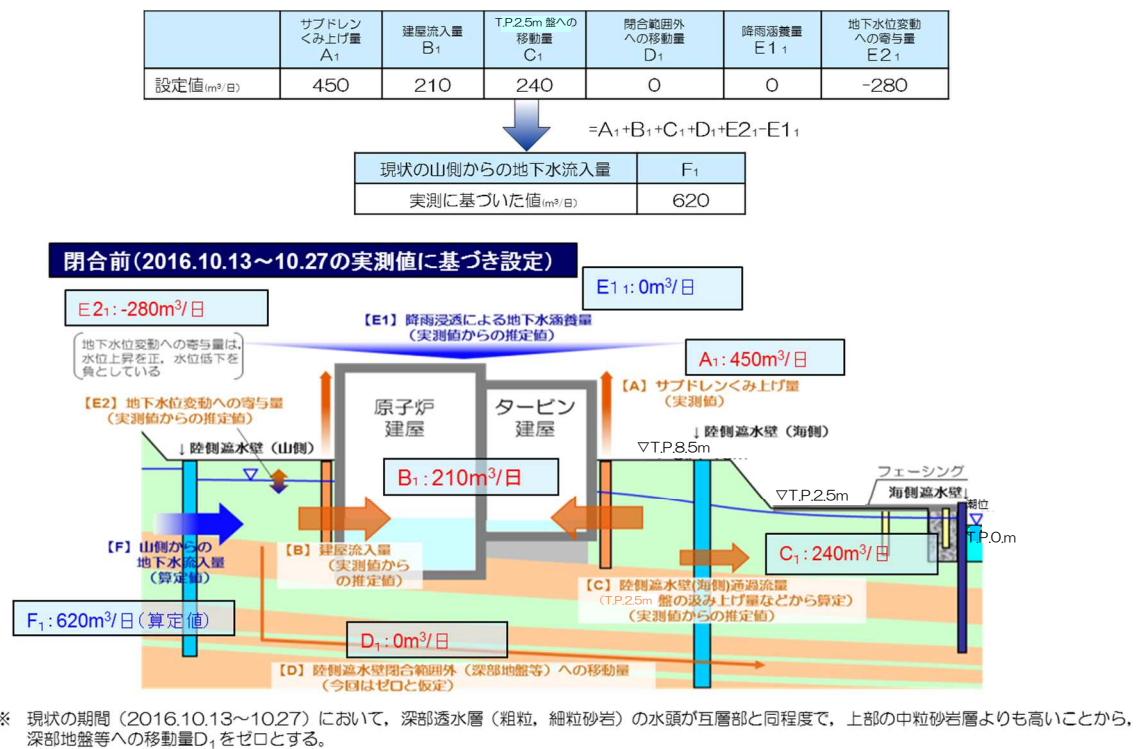 サブドレン
くみ上げ量
A₁
建屋流入量
B₁
T.P.2.5m 盤への
移動量
C₁
閉合範囲外
への移動量
D₁
降雨涵養量
E1₁
地下水位変動
への寄与量
E2₁
設定値(m³/日) 450 210 240 0 0 -280
=A₁+B₁+C₁+D₁+E2₁-E1₁
現状の山側からの地下水流入量 F₁
実測に基づいた値(m³/日) 620
閉合前(2016.10.13～10.27の実測値に基づき設定)
E2₁:-280m³/日
E1₁:0m³/日
地下水位変動への寄与量は,
水位上昇を正,水位低下を
負としている
【E1】降雨浸透による地下水涵養量
(実測値からの推定値)
A₁:450m³/日
【A】サブドレンくみ上げ量
(実測値)
【E2】地下水位変動への寄与量
(実測値からの推定値)
原子炉
建屋
タービン
建屋
↓陸側遮水壁(山側)
↓陸側遮水壁(海側)
▽T.P.8.5m
B₁:210m³/日
フェーシング
海側遮水壁↓
▽T.P.2.5m
潮位
T.P.O.m
【F】山側からの
地下水流入量
(算定値)
【B】建屋流入量
(実測値から
の推定値)
C₁:240m³/日
【C】陸側遮水壁(海側)通過流量
(T.P.2.5m 盤の汲み上げ量などから算定)
(実測値からの推定値)
F₁:620m³/日(算定値)
D₁:0m³/日
【D】陸側遮水壁閉合範囲外(深部地盤等)への移動量
(今回はゼロと仮定)
※ 現状の期間(2016.10.13～10.27)において,深部透水層(粗粒,細粒砂岩)の水頭が互層部と同程度で,上部の中粒砂岩層よりも高いことから,
深部地盤等への移動量D₁をゼロとする。